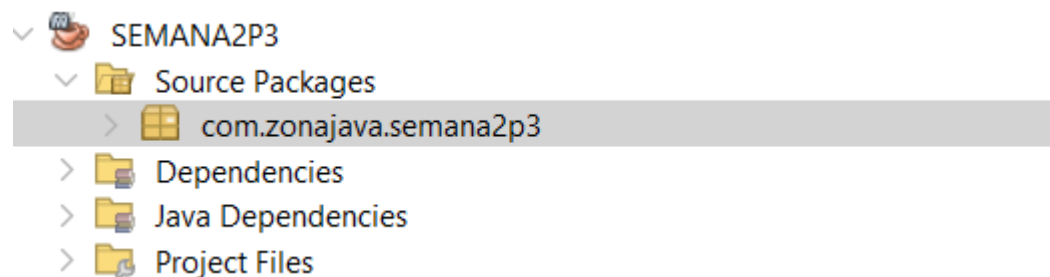 SEMANA2P3
Source Packages
com.zonajava.semana2p3
Dependencies
Java Dependencies
Project Files